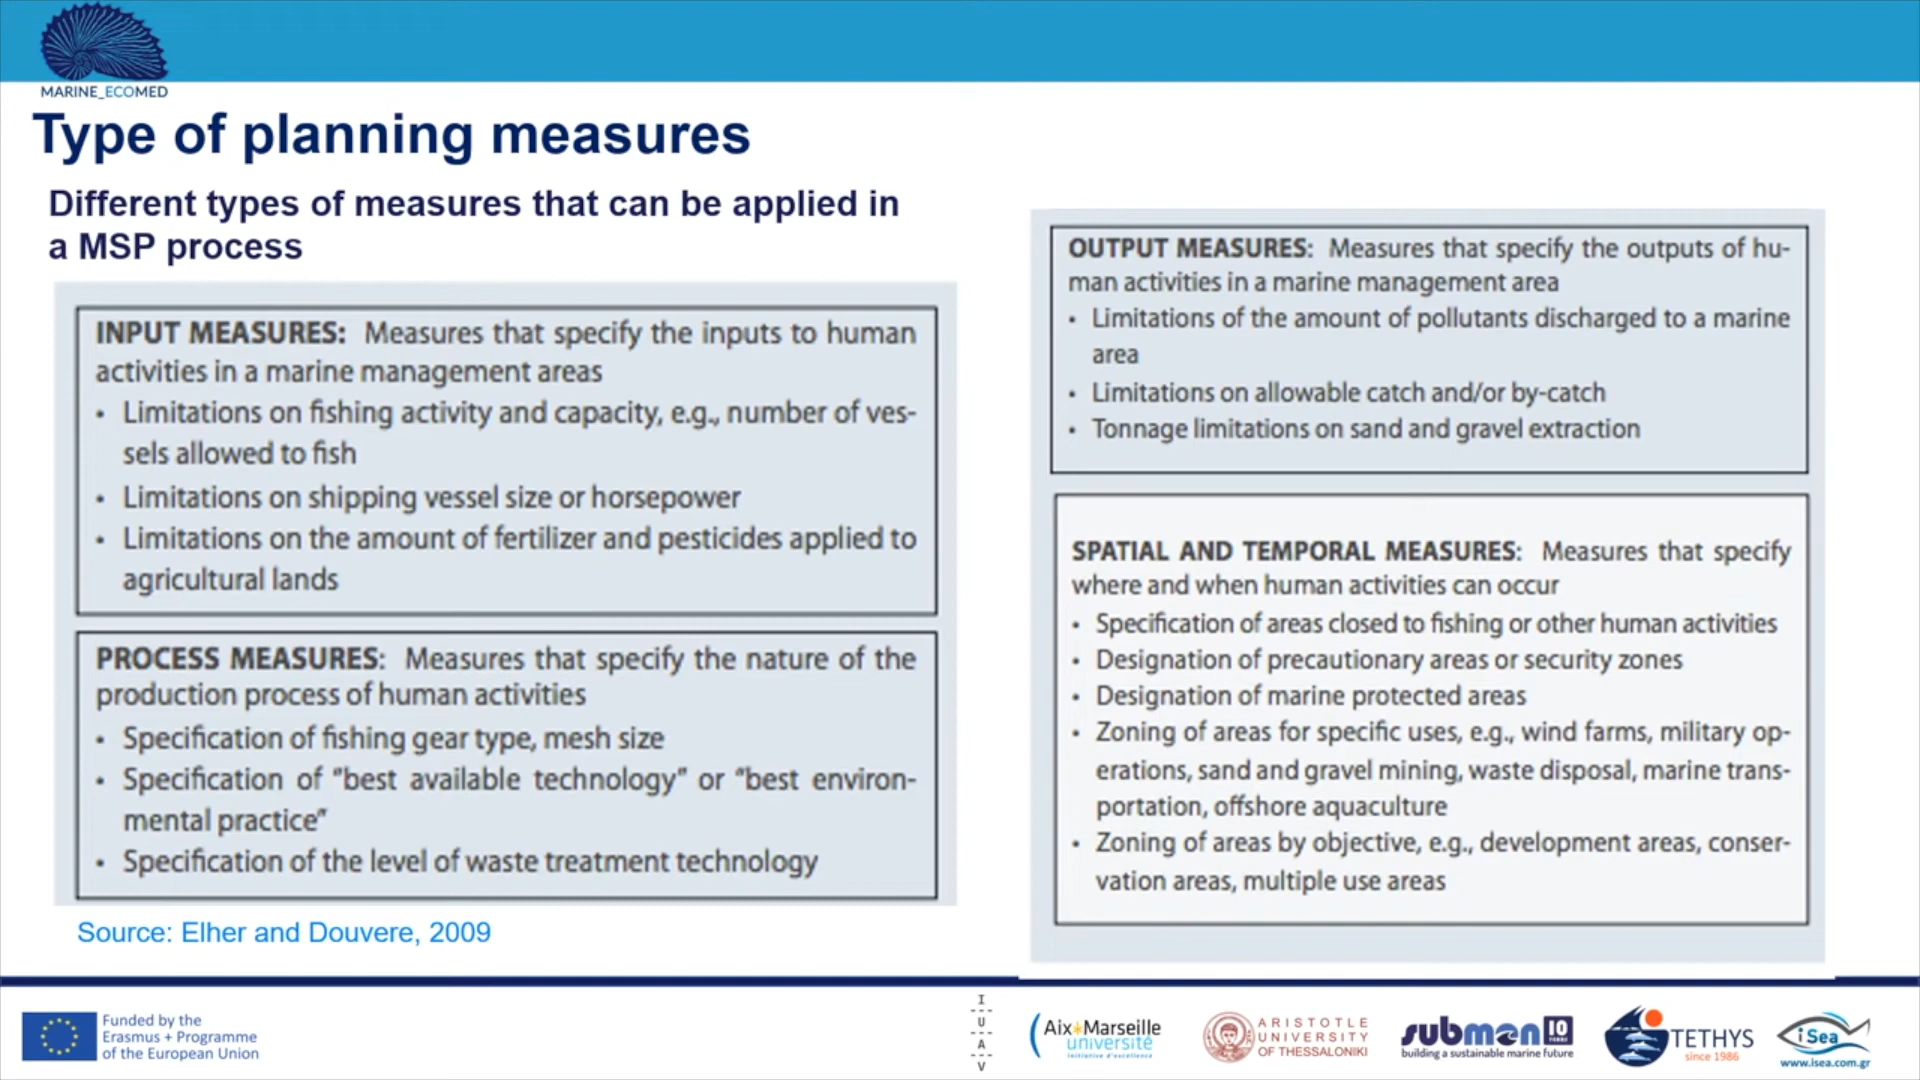 MARINE_ECOMED
Type of planning measures
Different types of measures that can be applied in
a MSP process
INPUT MEASURES: Measures that specify the inputs to human
activities in a marine management areas
• Limitations on fishing activity and capacity, e.g., number of ves-
sels allowed to fish
• Limitations on shipping vessel size or horsepower
• Limitations on the amount of fertilizer and pesticides applied to
agricultural lands
PROCESS MEASURES: Measures that specify the nature of the
production process of human activities
• Specification of fishing gear type, mesh size
• Specification of "best available technology" or "best environ-
mental practice"
• Specification of the level of waste treatment technology
Source: Elher and Douvere, 2009
OUTPUT MEASURES: Measures that specify the outputs of hu-
man activities in a marine management area
• Limitations of the amount of pollutants discharged to a marine
area
• Limitations on allowable catch and/or by-catch
• Tonnage limitations on sand and gravel extraction
SPATIAL AND TEMPORAL MEASURES: Measures that specify
where and when human activities can occur
• Specification of areas closed to fishing or other human activities
• Designation of precautionary areas or security zones
• Designation of marine protected areas
• Zoning of areas for specific uses, e.g., wind farms, military op-
erations, sand and gravel mining, waste disposal, marine trans-
portation, offshore aquaculture
• Zoning of areas by objective, e.g., development areas, conser-
vation areas, multiple use areas
Funded by the
Erasmus + Programme
of the European Union
I
U
A
V
Aix*Marseille
université
initiative d'excellence
ARISTOTLE
UNIVERSITY
OF THESSALONIKI
submon 10
building a sustainable marine future
TETHYS
since 1986
iSea
www.isea.com.gr